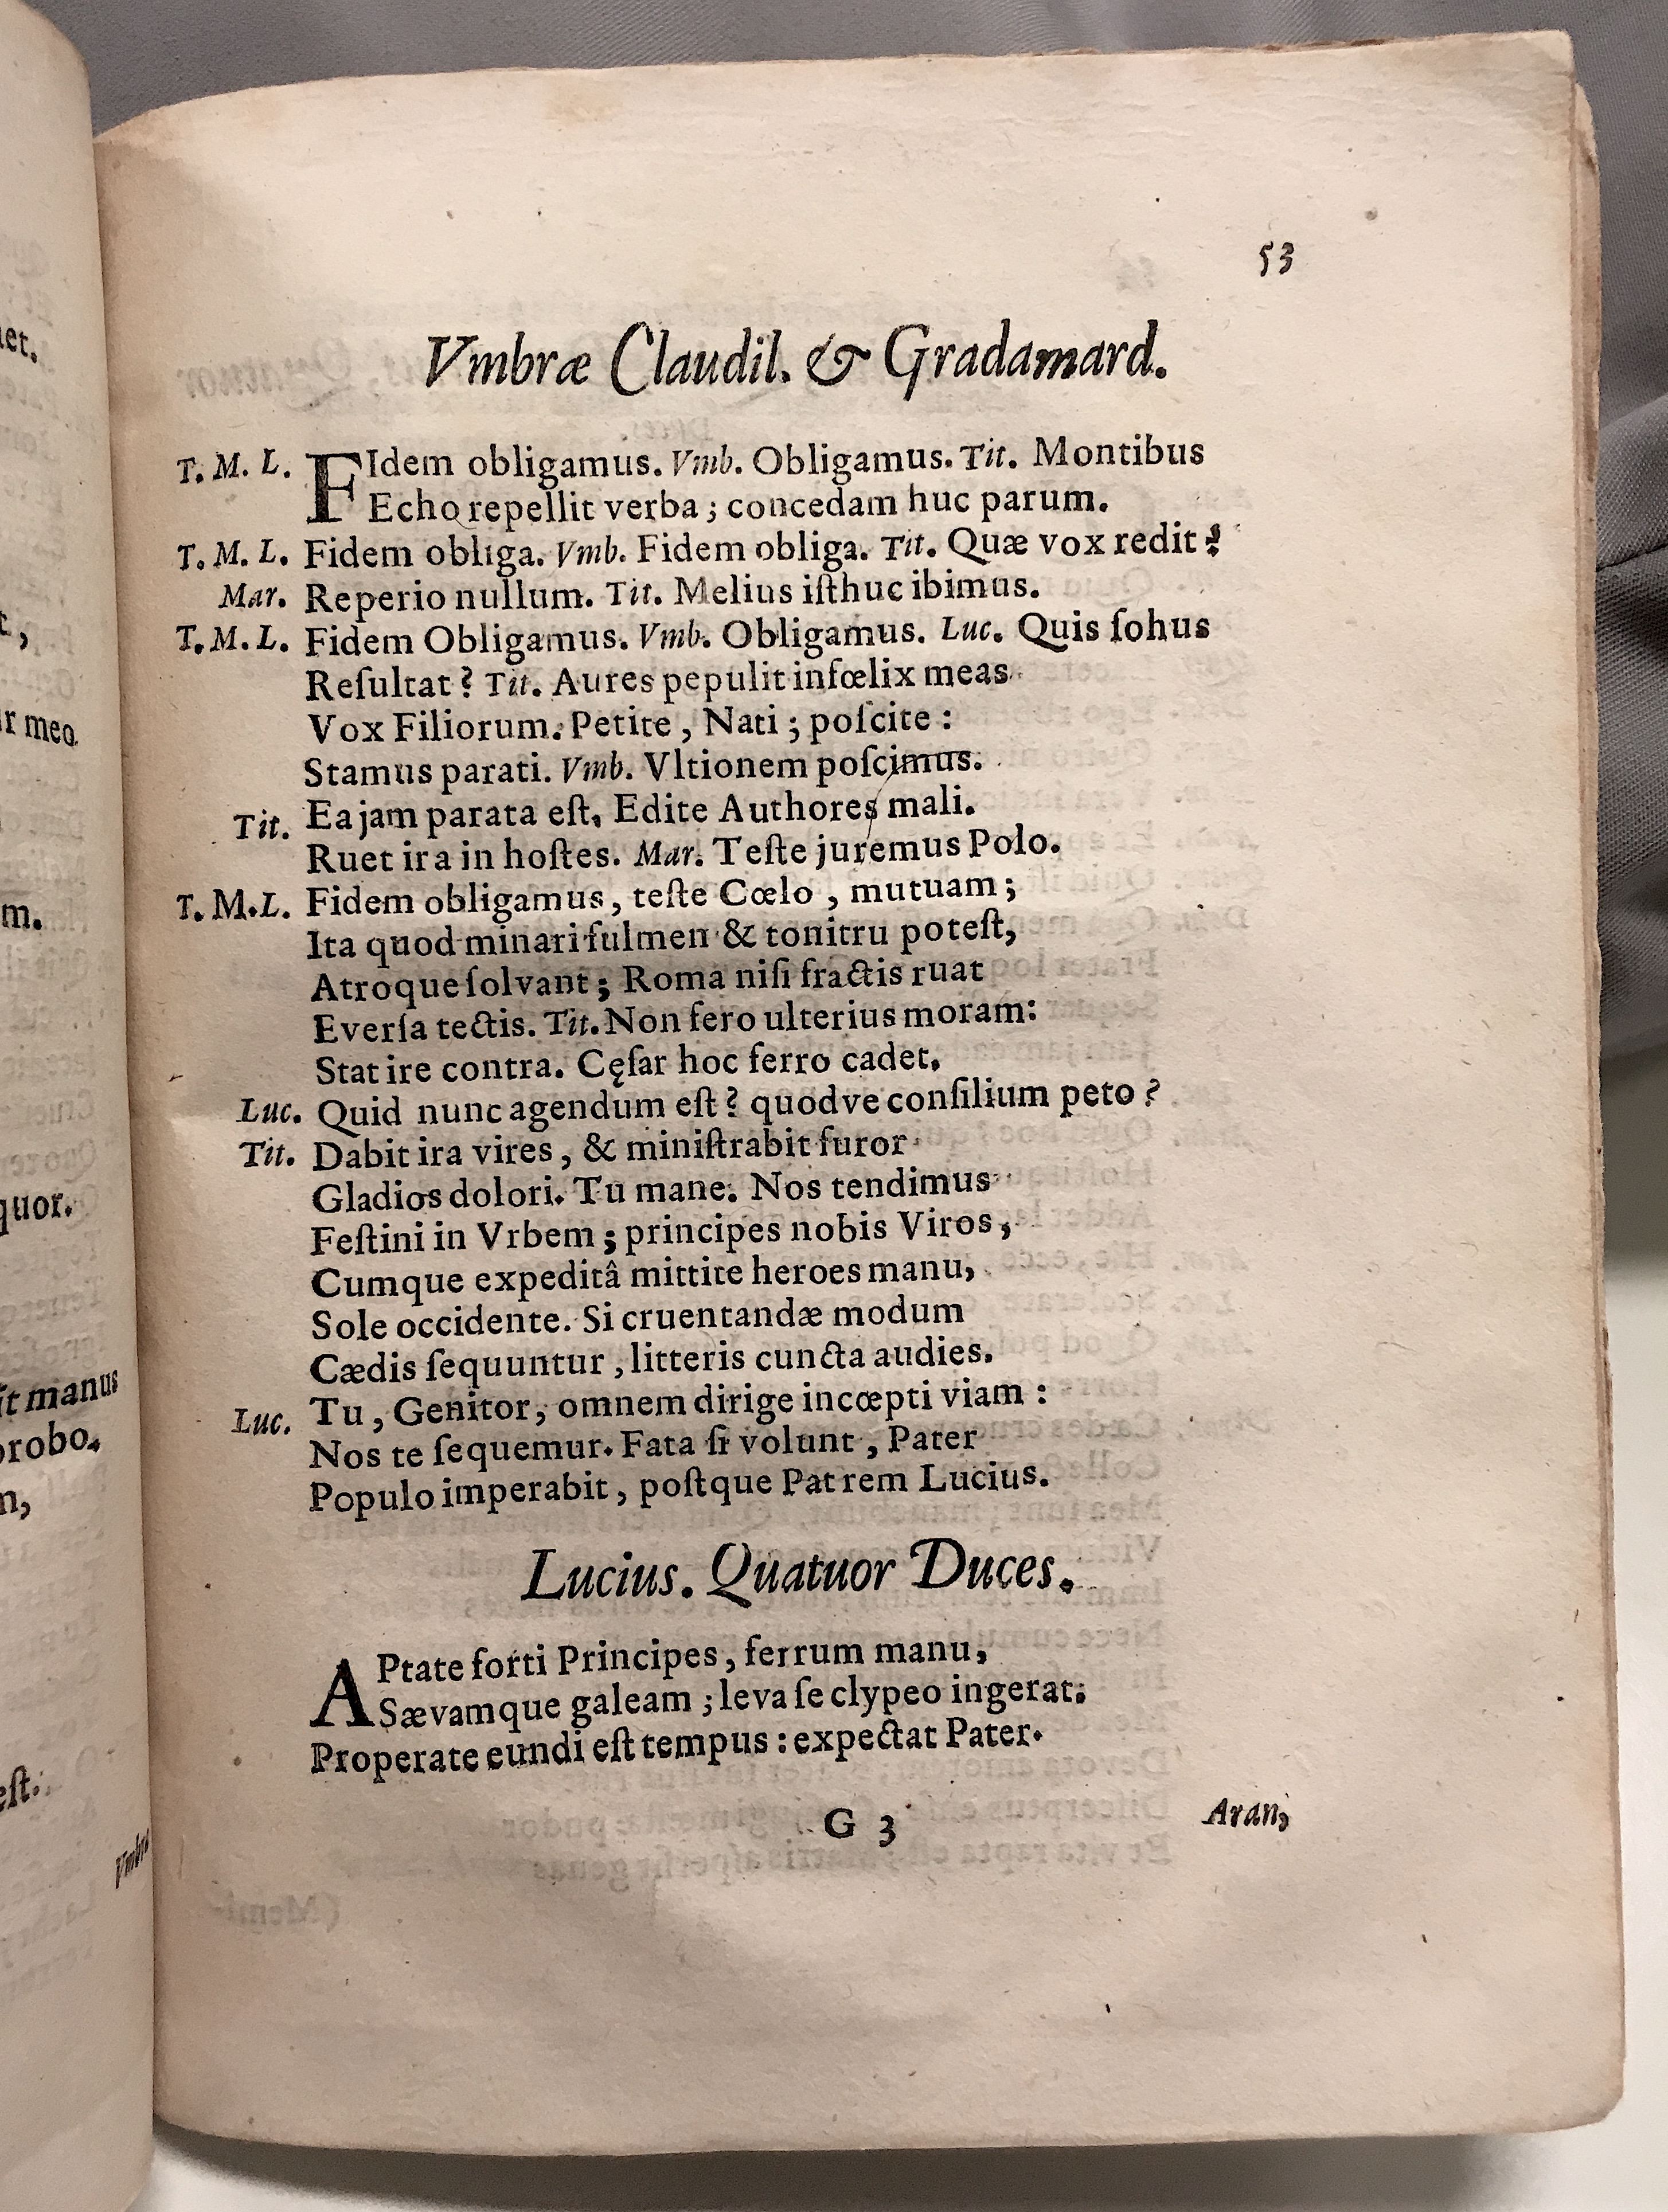 53
Vmbræ Claudil. & Gradamard.
T. M. L. FIdem obligamus. Vmb. Obligamus. Tit. Montibus
Echo repellit verba ; concedam huc parum.
T. M. L. Fidem obliga. Vmb. Fidem obliga. Tit. Quæ vox redit ?
Mar. Reperio nullum. Tit. Melius iſthuc ibimus.
T. M. L. Fidem Obligamus. Vmb. Obligamus. Luc. Quis ſohus
Reſultat ? Tit. Aures pepulit infœlix meas
Vox Filiorum. Petite , Nati ; poſcite :
Stamus parati. Vmb. Vltionem poſcimus.
Tit. Ea jam parata eſt, Edite Authores mali.
Ruet ira in hoſtes. Mar. Teſte juremus Polo.
T. M. L. Fidem obligamus , teſte Cœlo , mutuam ;
Ita quod minari fulmen & tonitru poteſt,
Atroque ſolvant ; Roma niſi fractis ruat
Everſa tectis. Tit. Non fero ulterius moram:
Stat ire contra. Cęſar hoc ferro cadet.
Luc. Quid nunc agendum eſt ? quodve conſilium peto ?
Tit. Dabit ira vires , & miniſtrabit furor
Gladios dolori. Tu mane. Nos tendimus
Feſtini in Vrbem ; principes nobis Viros ,
Cumque expeditâ mittite heroes manu,
Sole occidente. Si cruentandæ modum
Cædis ſequuntur , litteris cuncta audies.
Luc. Tu , Genitor , omnem dirige incœpti viam :
Nos te ſequemur. Fata ſi volunt , Pater
Populo imperabit , poſtque Patrem Lucius.
Lucius. Quatuor Duces.
APtate forti Principes , ferrum manu,
Sævamque galeam ; leva ſe clypeo ingerat.
Properate eundi eſt tempus : expectat Pater.
G 3 Aran,